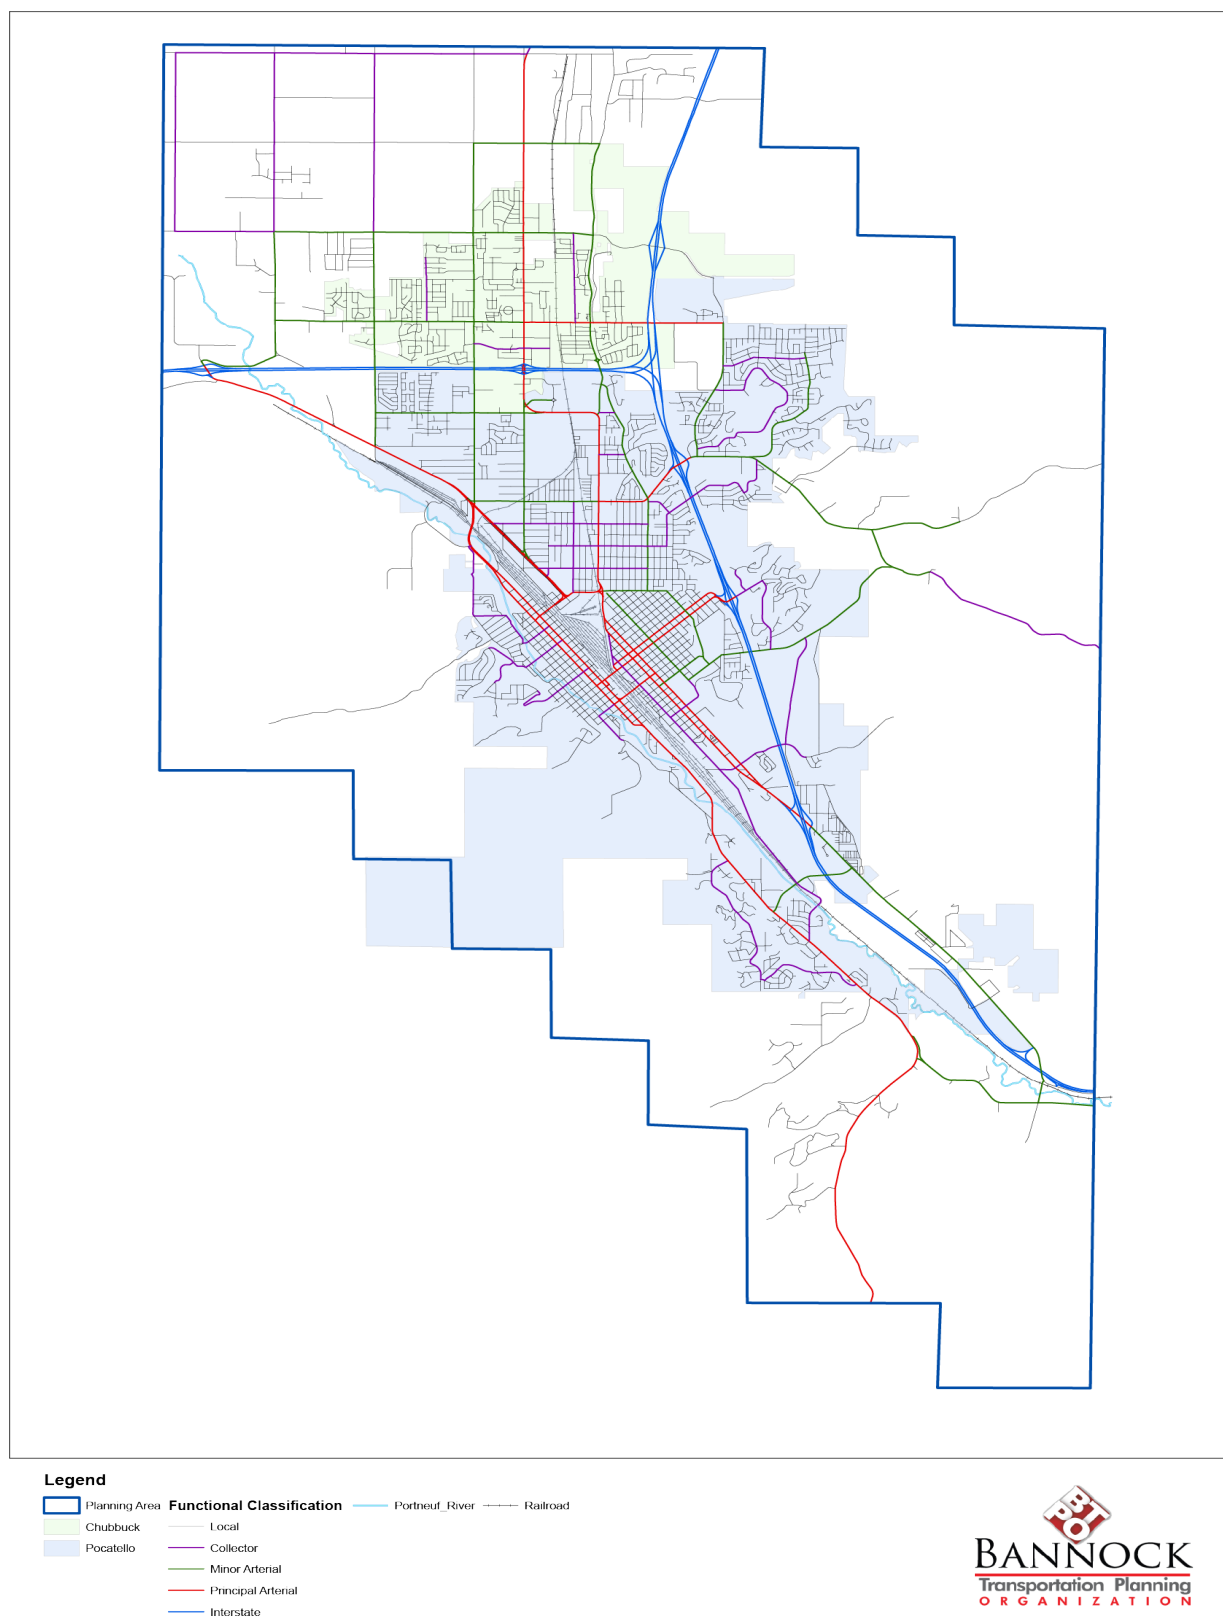 Legend
Planning Area
Chubbuck
Pocatello
Functional Classification
Local
Collector
Minor Arterial
Principal Arterial
Interstate
Portneuf_River
Railroad
BTPO
BANNOCK
Transportation Planning
ORGANIZATION